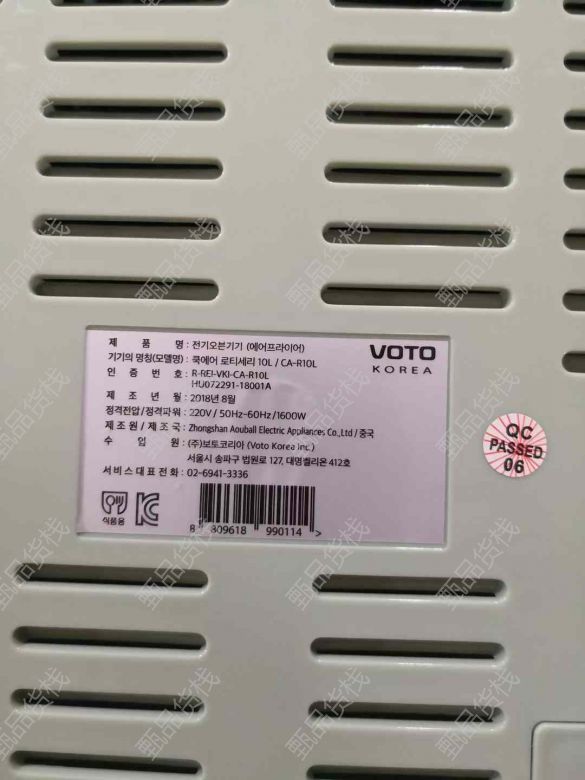 VOTO
KOREA
제 품 명 : 전기오븐기기 (에어프라이어)
기기의 명칭(모델명) : 쿡에어 로티세리 10L / CA-R10L
인 증 번 호 : R-REI-VKI-CA-R10L
HU072291-18001A
제 조 년 월 : 2018년 8월
정격전압/정격파워 : 220V / 50Hz-60Hz/1600W
제 조 원 / 제 조 국 : Zhongshan Aouball Electric Appliances Co.,Ltd / 중국
수 입 원 : (주)보토코리아 (Voto Korea Inc.)
서울시 송파구 법원로 127, 대명벨리온 412호
서비스대표전화 : 02-6941-3336
식품용
8 809618 990114 >
QC
PASSED
06
甄品货栈